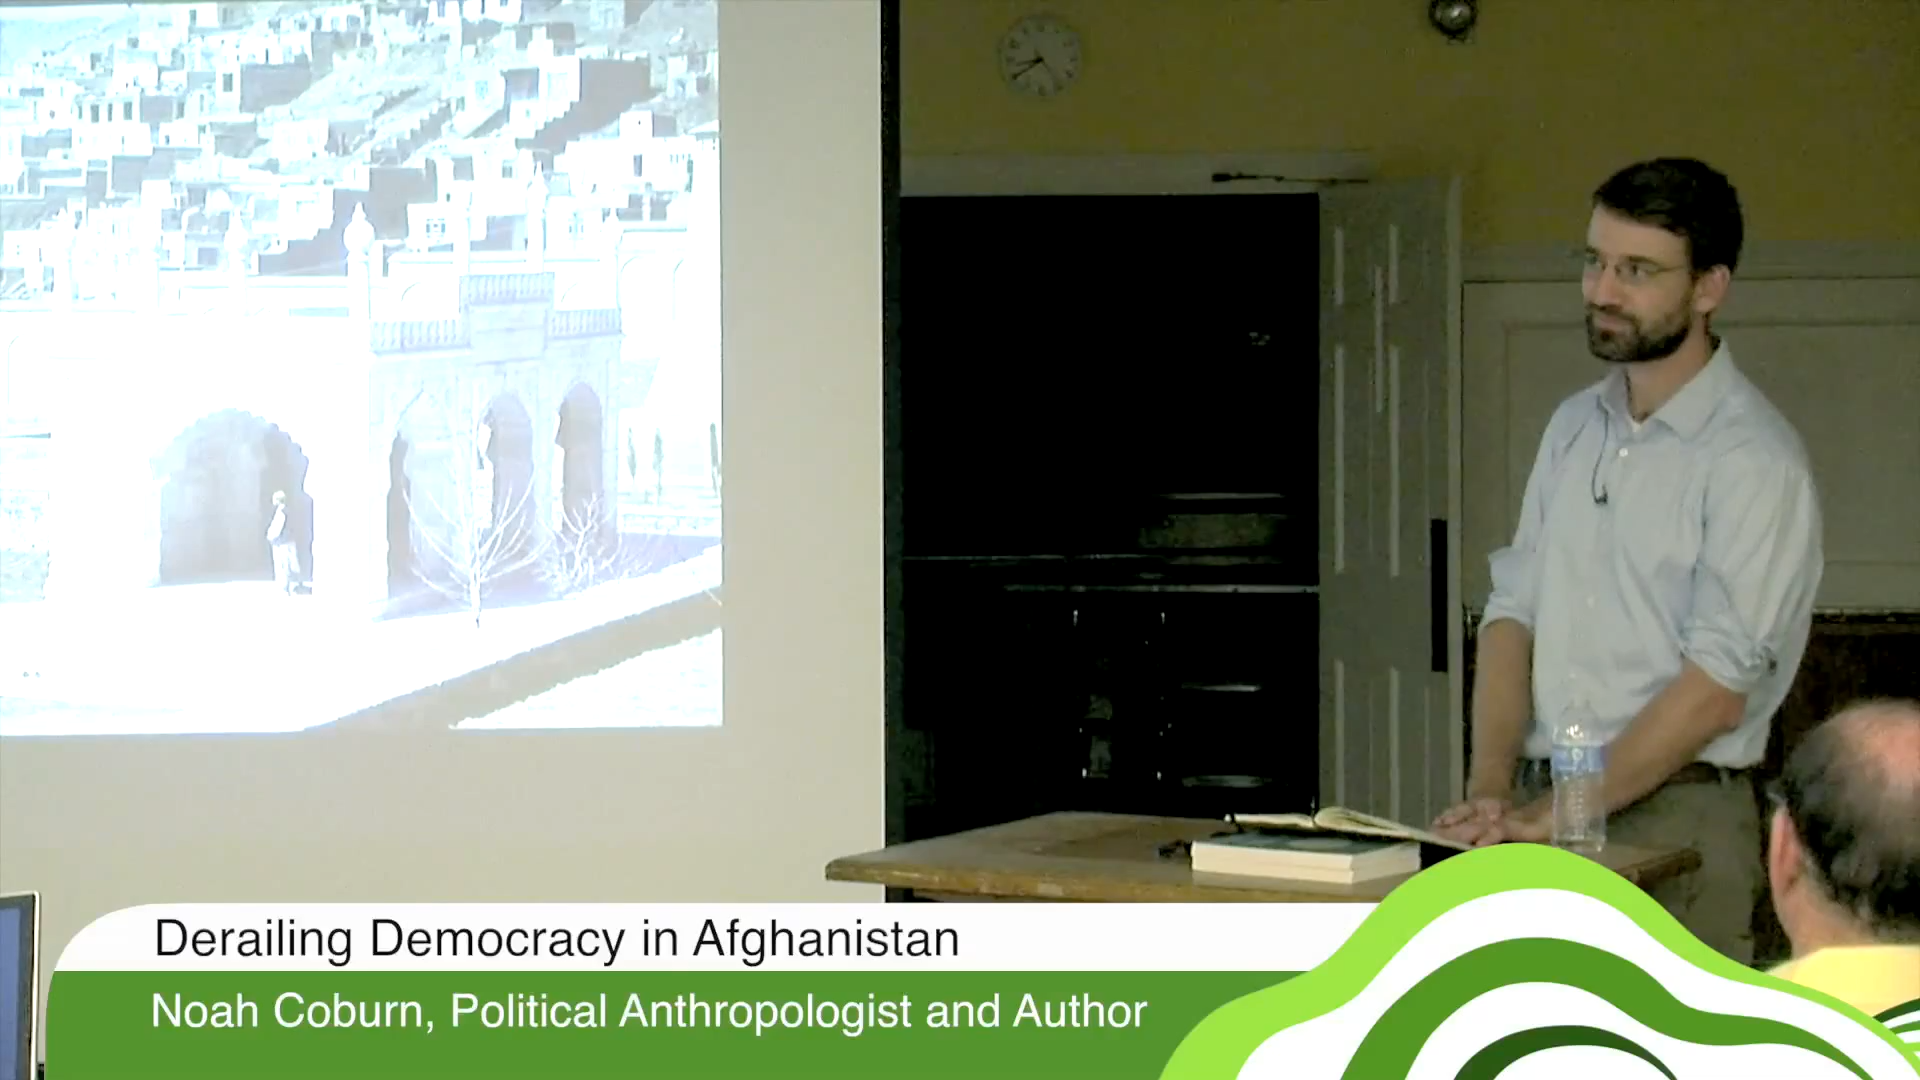 Derailing Democracy in Afghanistan
Noah Coburn, Political Anthropologist and Author